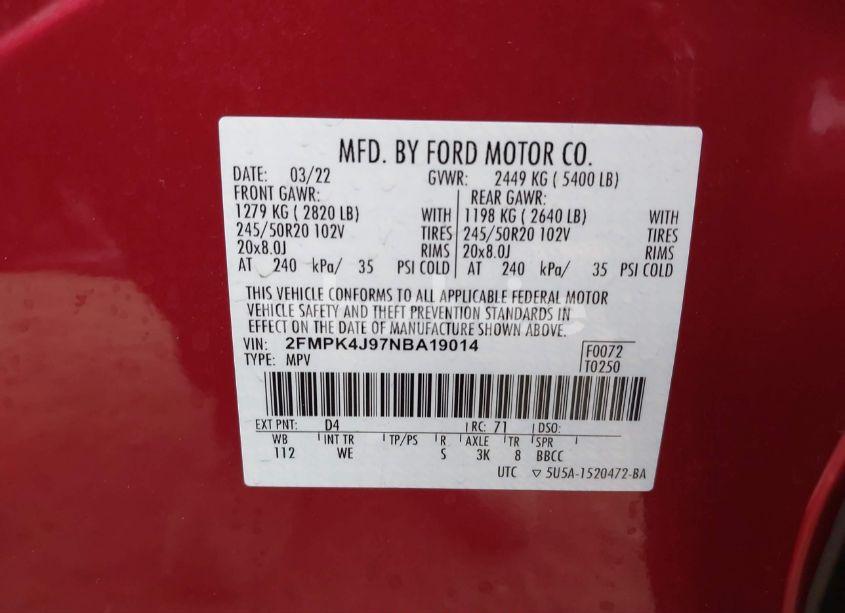 MFD. BY FORD MOTOR CO.
DATE: 03/22 GVWR: 2449 KG ( 5400 LB)
FRONT GAWR: REAR GAWR:
1279 KG ( 2820 LB) WITH 1198 KG ( 2640 LB) WITH
245/50R20 102V TIRES 245/50R20 102V TIRES
20x8.0J RIMS 20x8.0J RIMS
AT 240 kPa/ 35 PSI COLD AT 240 kPa/ 35 PSI COLD
THIS VEHICLE CONFORMS TO ALL APPLICABLE FEDERAL MOTOR
VEHICLE SAFETY AND THEFT PREVENTION STANDARDS IN
EFFECT ON THE DATE OF MANUFACTURE SHOWN ABOVE.
VIN: 2FMPK4J97NBA19014
TYPE: MPV
F0072
T0250
EXT PNT: D4 RC: 71 DSO:
WB INT TR TP/PS R AXLE TR SPR
112 WE S 3K 8 BBCC
UTC ▽ 5U5A-1520472-BA